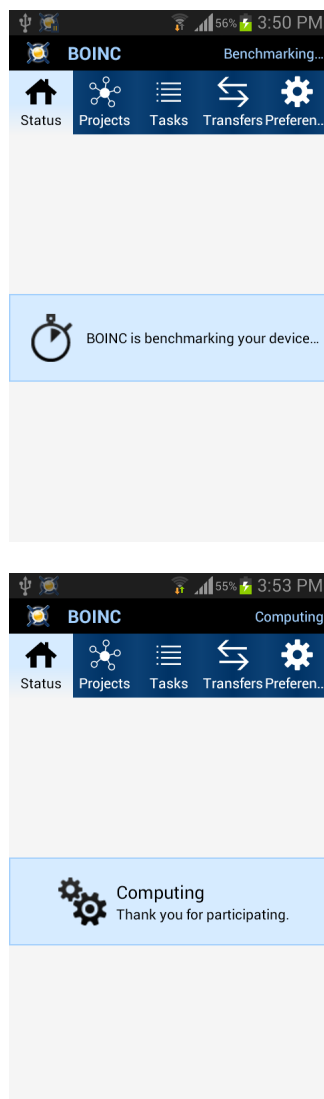 56% 3:50 PM
BOINC Benchmarking...
Status Projects Tasks Transfers Preferen..
BOINC is benchmarking your device...
55% 3:53 PM
BOINC Computing
Status Projects Tasks Transfers Preferen..
Computing
Thank you for participating.